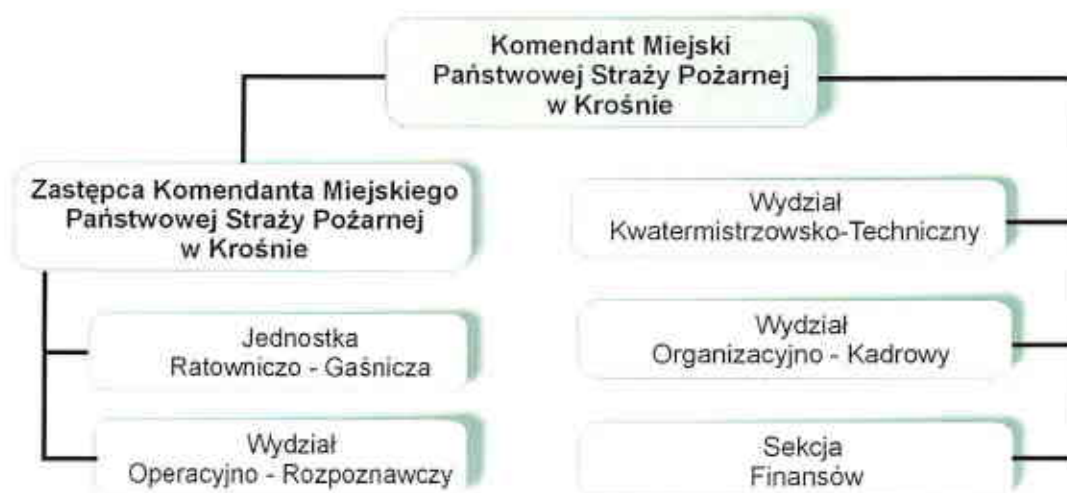 Komendant Miejski
Państwowej Straży Pożarnej
w Krośnie
Zastępca Komendanta Miejskiego
Państwowej Straży Pożarnej
w Krośnie
Jednostka
Ratowniczo - Gaśnicza
Wydział
Operacyjno - Rozpoznawczy
Wydział
Kwatermistrzowsko-Techniczny
Wydział
Organizacyjno - Kadrowy
Sekcja
Finansów